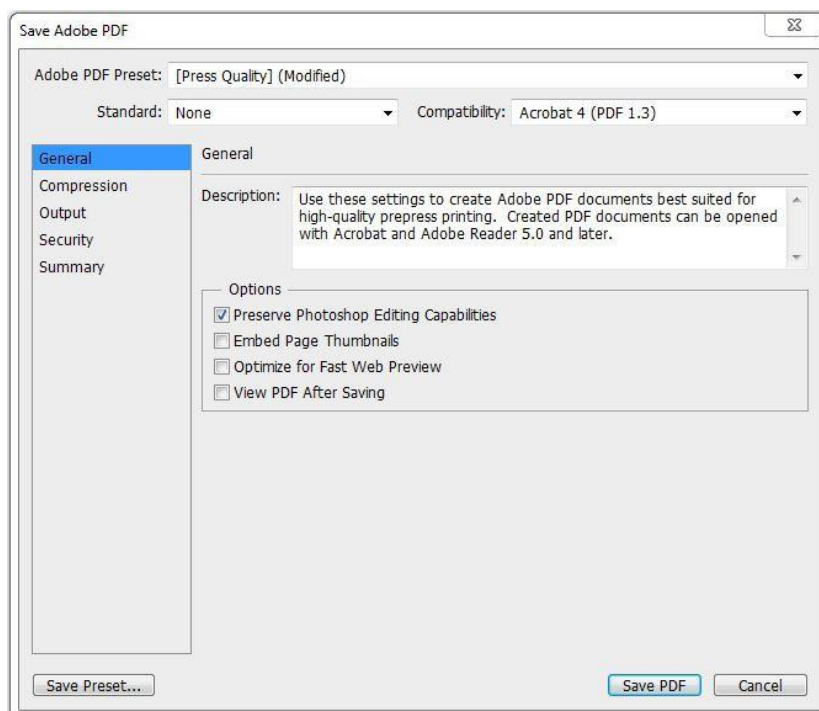 Save Adobe PDF
Adobe PDF Preset: [Press Quality] (Modified)
Standard: None Compatibility: Acrobat 4 (PDF 1.3)
General
Compression
Output
Security
Summary
General
Description: Use these settings to create Adobe PDF documents best suited for
high-quality prepress printing.  Created PDF documents can be opened
with Acrobat and Adobe Reader 5.0 and later.
Options
Preserve Photoshop Editing Capabilities
Embed Page Thumbnails
Optimize for Fast Web Preview
View PDF After Saving
Save Preset... Save PDF Cancel